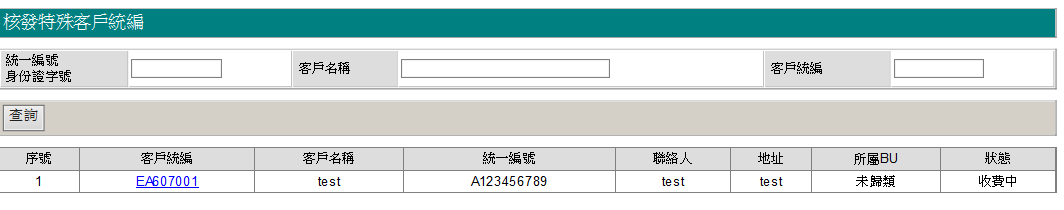 核發特殊客戶統編
統一編號
身份證字號
客戶名稱
客戶統編
查詢
序號 客戶統編 客戶名稱 統一編號 聯絡人 地址 所屬BU 狀態
1 EA607001 test A123456789 test test 未歸類 收費中